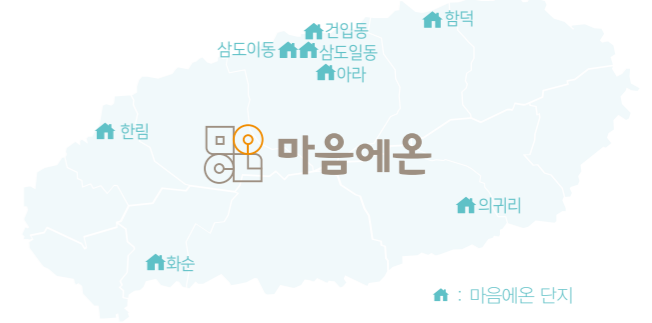 함덕
건입동
삼도이동
삼도일동
아라
한림
마음에온
의귀리
화순
: 마음에온 단지